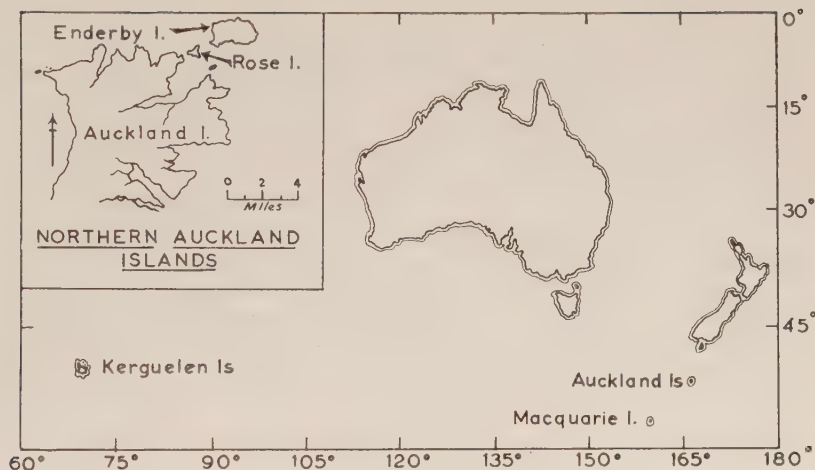 Enderby I.
Rose I.
Auckland I.
0 2 4
Miles
NORTHERN AUCKLAND
ISLANDS
0°
15°
30°
45°
Kerguelen Is
Auckland Is
Macquarie I.
60° 75° 90° 105° 120° 135° 150° 165° 180°